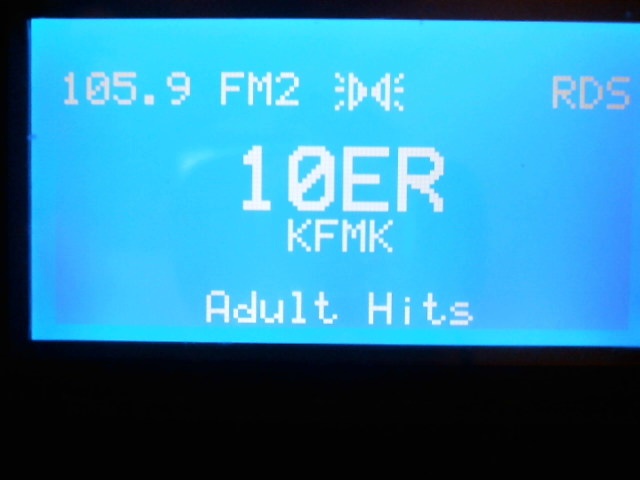 105.9 FM2 RDS
10ER
KFMK
Adult Hits